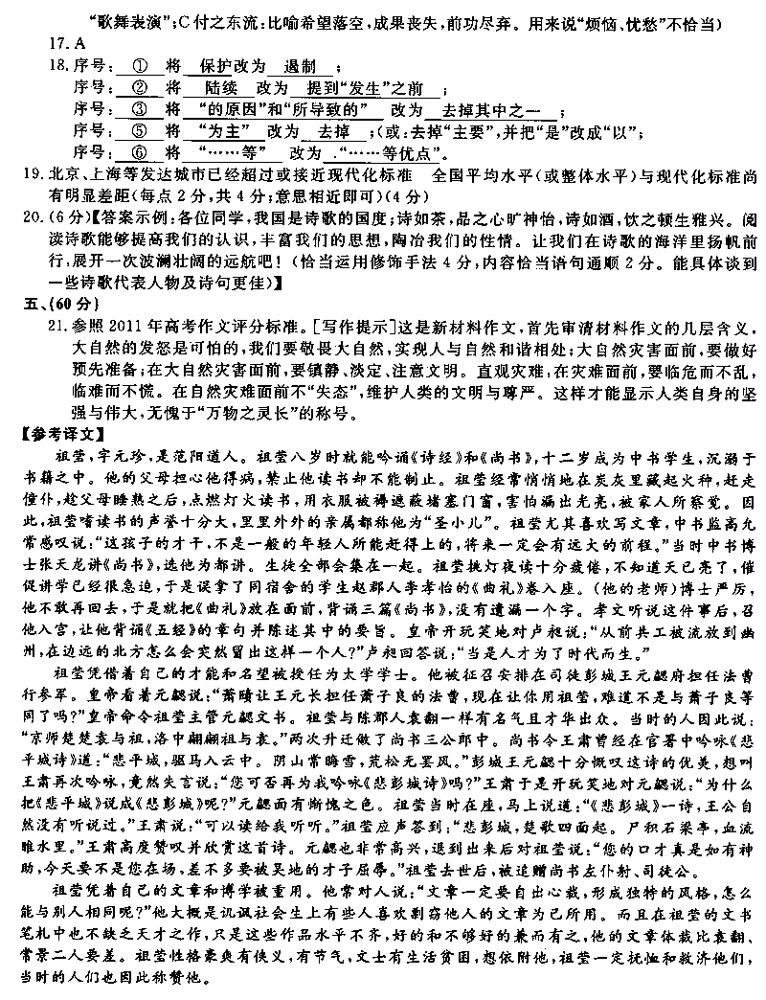 “歌舞表演”;C付之东流:比喻希望落空,成果丧失,前功尽弃。用来说“烦恼、忧愁”不恰当)
17. A
18. 序号: ① 将 保护改为 遏制 ;
序号: ② 将 陆续 改为 提到“发生”之前 ;
序号: ③ 将 “的原因”和“所导致的” 改为 去掉其中之一 ;
序号: ⑤ 将 “为主” 改为 去掉 ;(或:去掉“主要”,并把“是”改成“以”;
序号: ⑥ 将 “……等” 改为 .“……等优点”。
19. 北京、上海等发达城市已经超过或接近现代化标准 全国平均水平(或整体水平)与现代化标准尚
有明显差距(每点2分,共4分;意思相近即可)(4分)
20. (6分)【答案示例:各位同学,我国是诗歌的国度;诗如茶,品之心旷神怡,诗如酒,饮之顿生雅兴。阅
读诗歌能够提高我们的认识,丰富我们的思想,陶冶我们的性情。让我们在诗歌的海洋里扬帆前
行,展开一次波澜壮阔的远航吧!(恰当运用修饰手法4分,内容恰当语句通顺2分。能具体谈到
一些诗歌代表人物及诗句更佳)】
五、(60分)
21. 参照2011年高考作文评分标准。[写作提示]这是新材料作文,首先审清材料作文的几层含义,
大自然的发怒是可怕的,我们要敬畏大自然,实现人与自然和谐相处;大自然灾害面前,要做好
预先准备;在大自然灾害面前,要镇静、淡定、注意文明。直观灾难;在灾难面前,要临危而不乱,
临难而不慌。在自然灾难面前不“失态”,维护人类的文明与尊严。这样才能显示人类自身的坚
强与伟大,无愧于“万物之灵长”的称号。
【参考译文】
祖莹,字元珍,是范阳道人。祖莹八岁时就能吟诵《诗经》和《尚书》,十二岁成为中书学生,沉溺于
书籍之中。他的父母担心他得病,禁止他读书却不能制止。祖莹经常悄悄地在炭灰里藏起火种,赶走
僮仆,趁父母睡熟之后,点燃灯火读书,用衣服被褥遮蔽堵塞门窗,害怕漏出光亮,被家人所察觉。因
此,祖莹嗜读书的声誉十分大,里里外外的亲属都称他为“圣小儿”。祖莹尤其喜欢写文章,中书监高允
常感叹说:“这孩子的才干,不是一般的年轻人所能赶得上的,将来一定会有远大的前程。”当时中书博
士张天龙讲《尚书》,选他为都讲。生徒全部会集在一起。祖莹挑灯夜读十分疲倦,不知道天已亮了,催
促讲学已经很急迫,于是误拿了同宿舍的学生赵郡人李孝怡的《曲礼》卷入座。(他的老师)博士严厉,
他不敢再回去,于是就把《曲礼》放在面前,背诵三篇《尚书》,没有遗漏一个字。孝文听说这件事后,召
他入宫,让他背诵《五经》的章句并陈述其中的要旨。皇帝开玩笑地对卢昶说:“从前共工被流放到幽
州,在边远的北方怎么会突然冒出这样一个人?”卢昶回答说:“当是人才为了时代而生。”
祖莹凭借着自己的才能和名望被授任为太学学士。他被征召安排在司徒彭城王元勰府担任法曹
行参军。皇帝看着元勰说:“萧赜让王元长担任萧子良的法曹,现在让你用祖莹,难道不是与萧子良等
同了吗?”皇帝命令祖莹主管元勰文书。祖莹与陈郡人袁翻一样有名气且才华出众。当时的人因此说:
“京师楚楚袁与祖,洛中翩翩祖与袁。”两次升迁做了尚书三公郎中。尚书令王肃曾经在官署中吟咏《悲
平城诗》道:“悲平城,驱马入云中。阴山常晦雪,荒松无罢风。”彭城王元勰十分慨叹这诗的优美,想叫
王肃再次吟咏,竟然失言说:“您可否再为我吟咏《悲彭城诗》吗?”王肃于是开玩笑地对元勰说:“为什么
把《悲平城》说成《悲彭城》呢?”元勰面有惭愧之色。祖莹当时在座,马上说道:“《悲彭城》一诗,王公自
然没有听说过。”王肃说:“可以读给我听听。”祖莹应声答到:“悲彭城,楚歌四面起。尸积石梁亭,血流
睢水里。”王肃高度赞叹并欣赏这首诗。元勰也非常高兴,退到出来后对祖莹说:“您的口才真是如有神
助,今天要不是您在场,差不多要被吴地的才子屈辱。”祖莹去世后,被追赠尚书左仆射、司徒公。
祖莹凭着自己的文章和博学被重用。他常对人说:“文章一定要自出心裁,形成独特的风格,怎么
能与别人相同呢?”他大概是讥讽社会生上有些人喜欢剽窃他人的文章为已所用。而且在祖莹的文书
笔札中也不缺乏天才之作,只是这些作品水平不齐,好的和不够好的兼而有之,他的文章体裁比袁翻、
常景二人要差。祖莹性格豪爽有侠义,有节气,文士有生活贫困,想依附他,祖莹一定抚恤和救济他们,
当时的人们也因此称赞他。